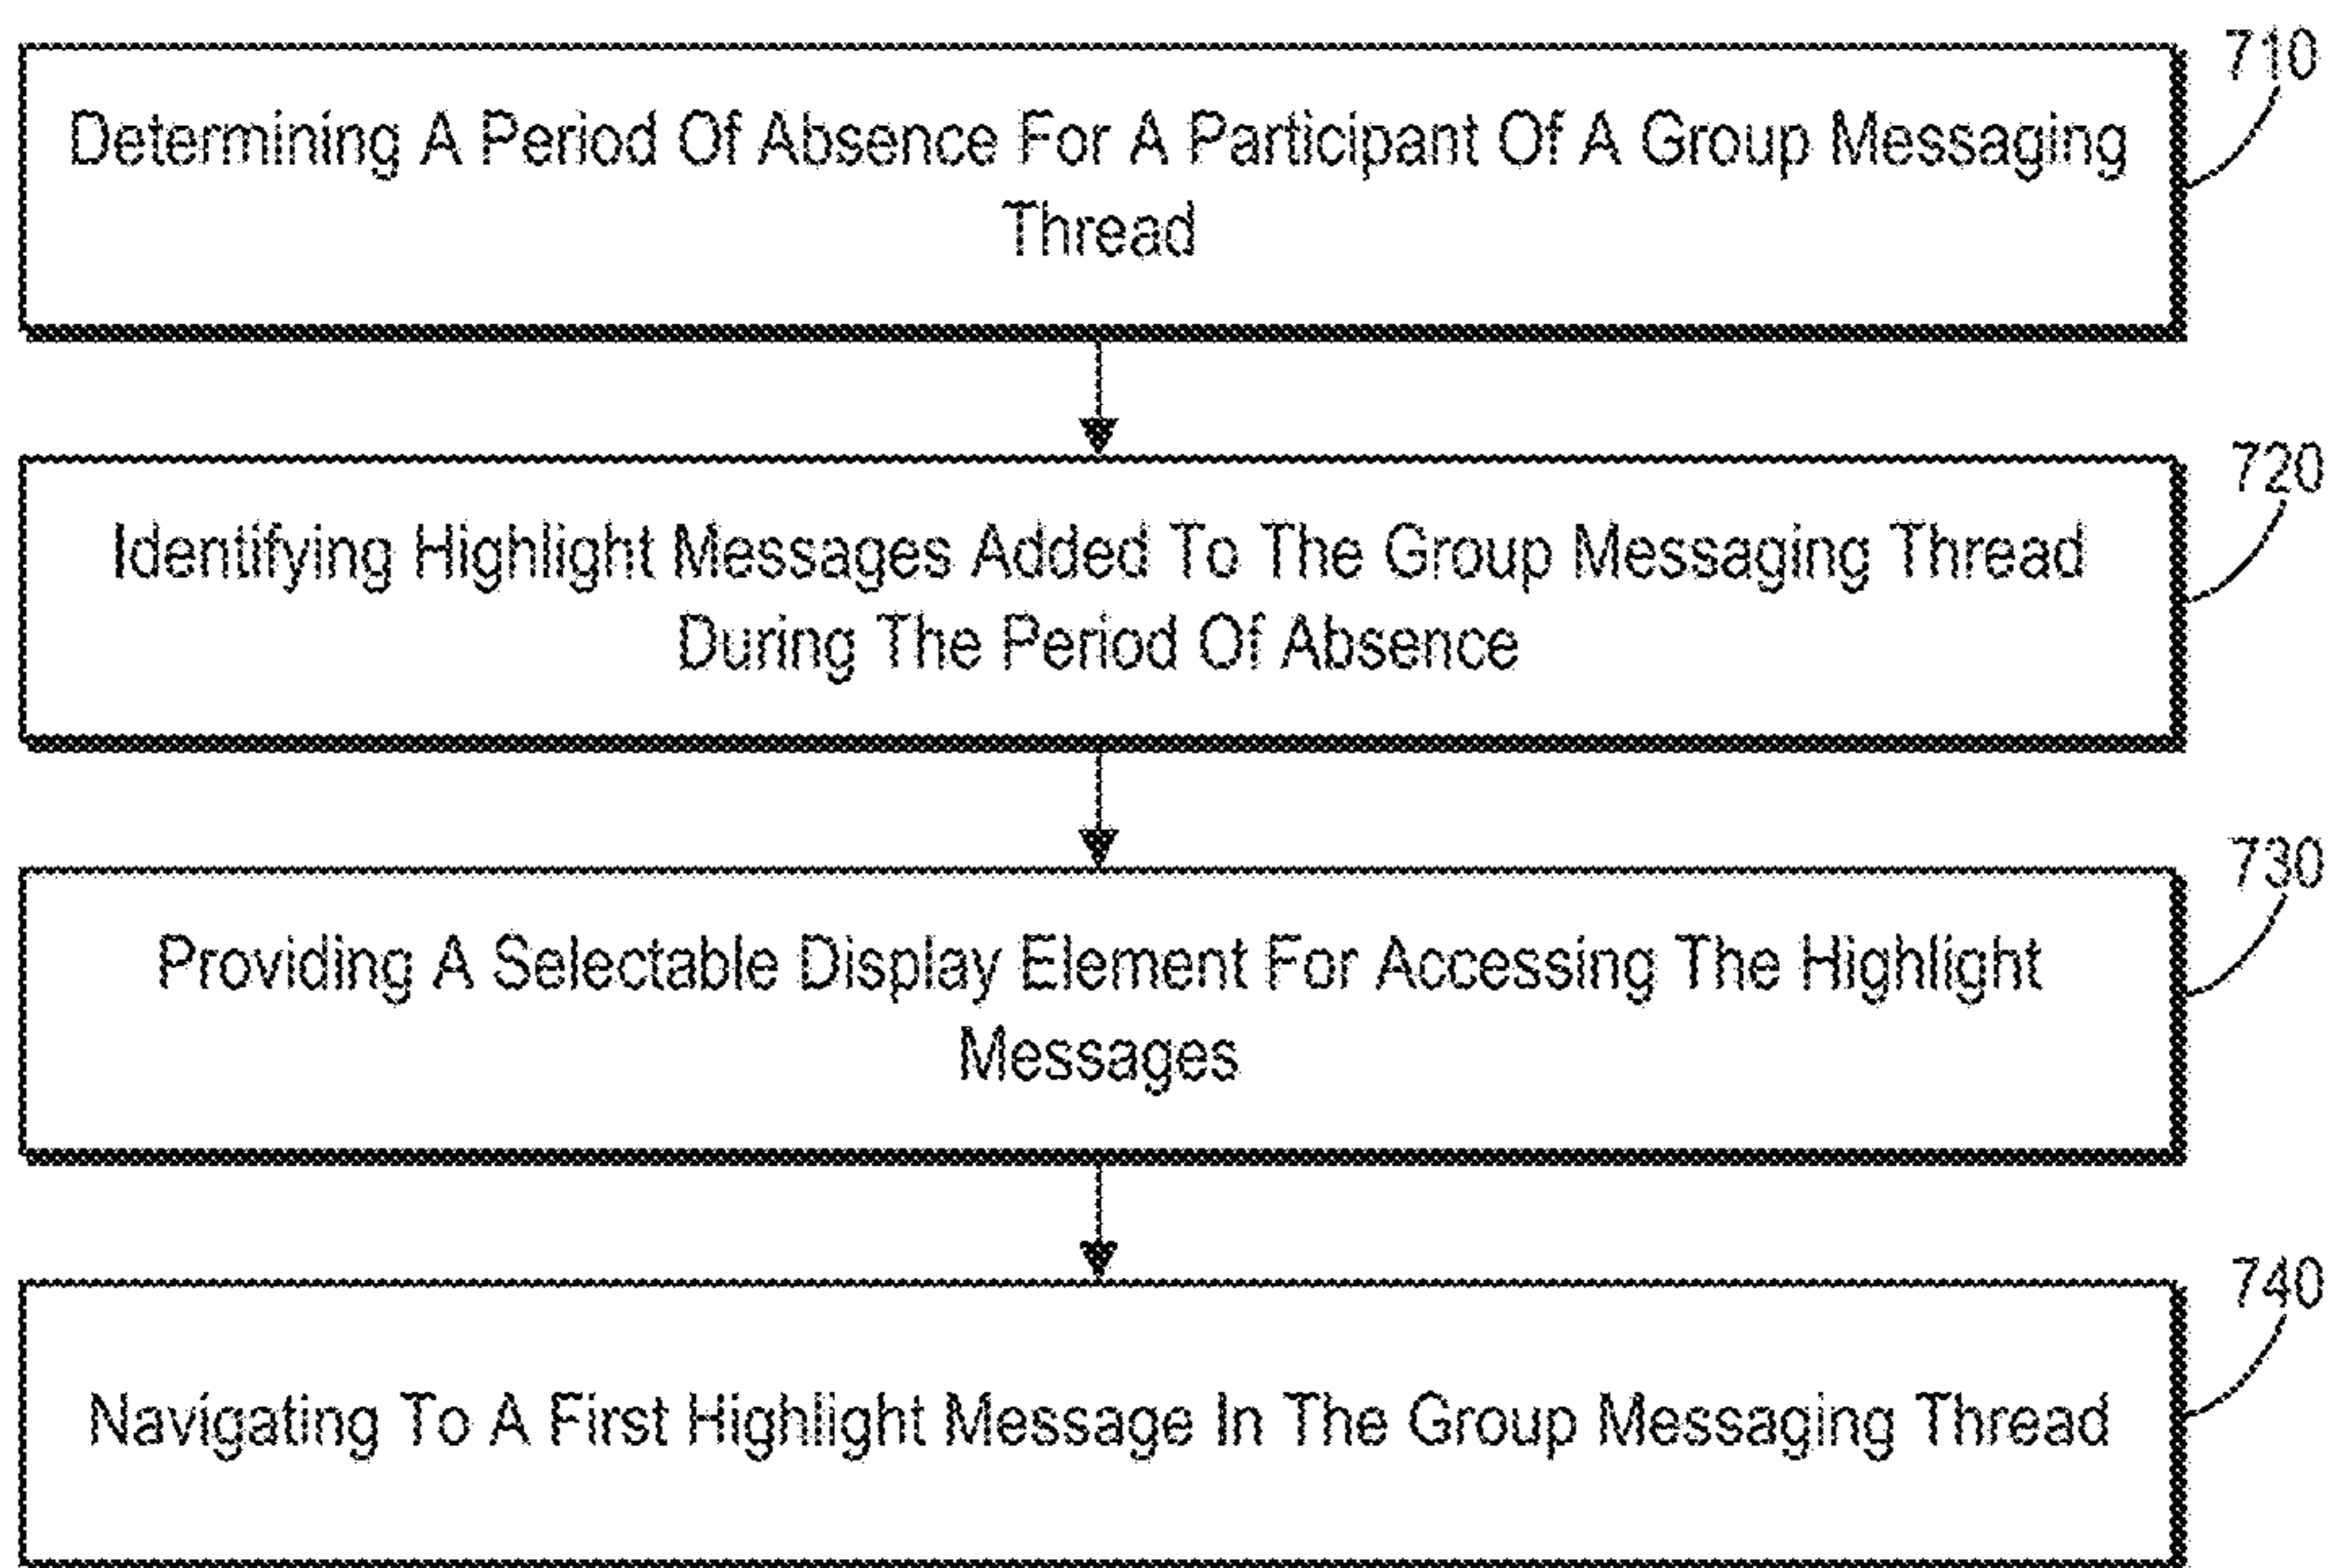 710
Determining A Period Of Absence For A Participant Of A Group Messaging
Thread
720
Identifying Highlight Messages Added To The Group Messaging Thread
During The Period Of Absence
730
Providing A Selectable Display Element For Accessing The Highlight
Messages
740
Navigating To A First Highlight Message In The Group Messaging Thread